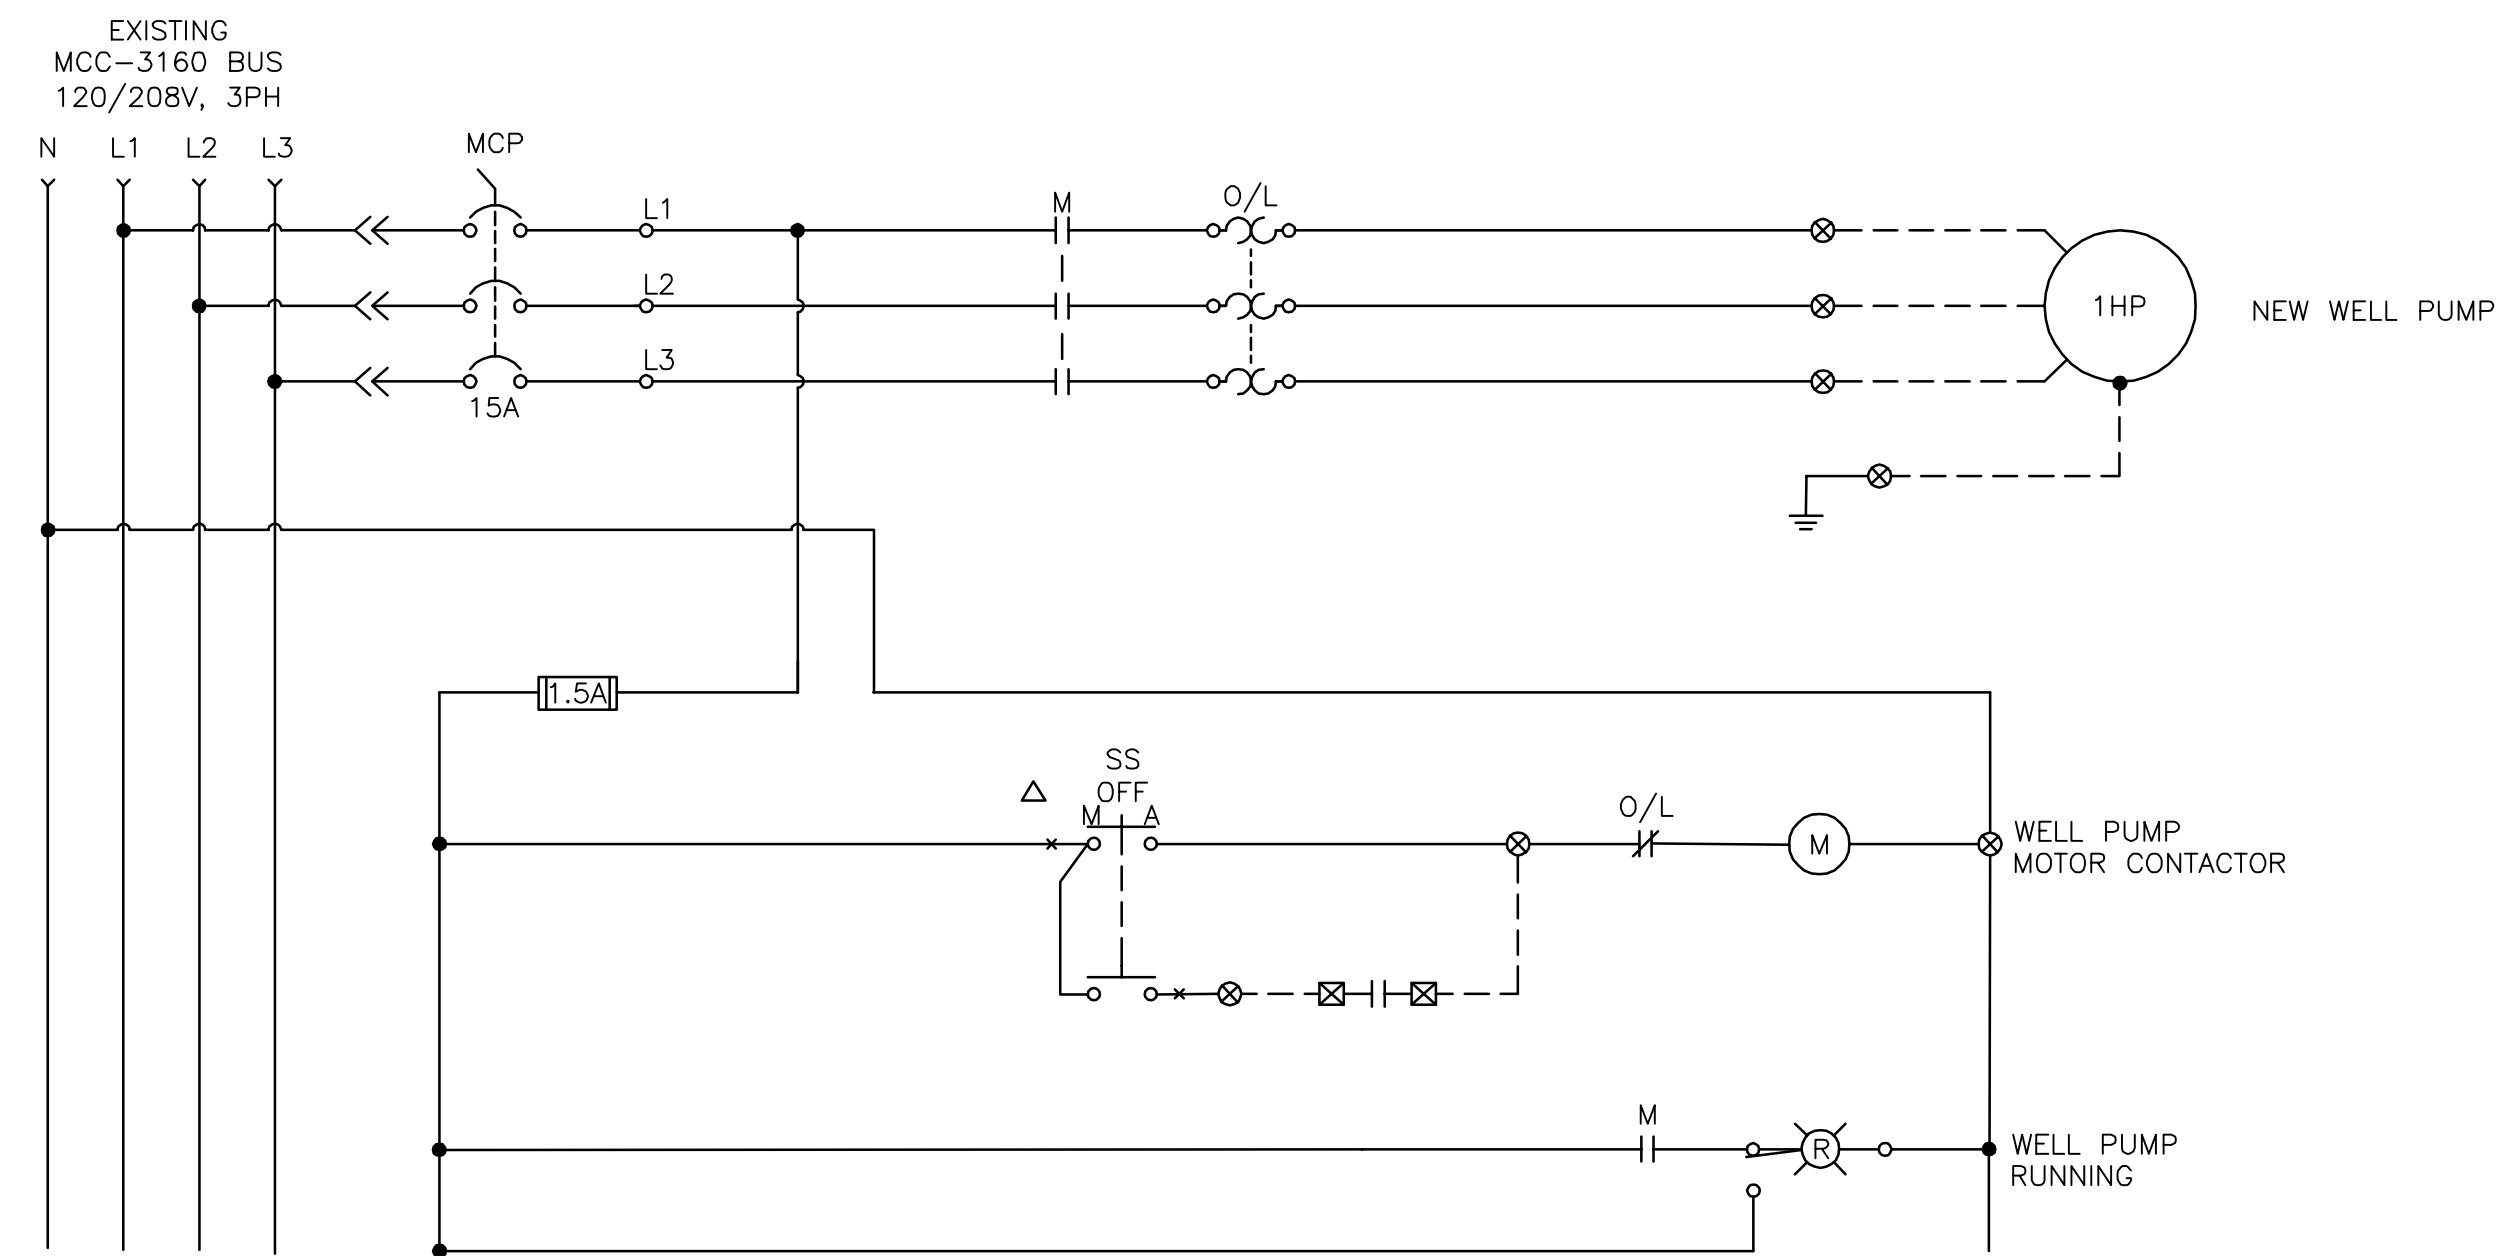 EXISTING
MCC-3160 BUS
120/208V, 3PH
N L1 L2 L3
MCP
L1
M
O/L
L2
1HP
NEW WELL PUMP
L3
15A
1.5A
SS
OFF
M A
O/L
M
WELL PUMP
MOTOR CONTACTOR
M
R
WELL PUMP
RUNNING